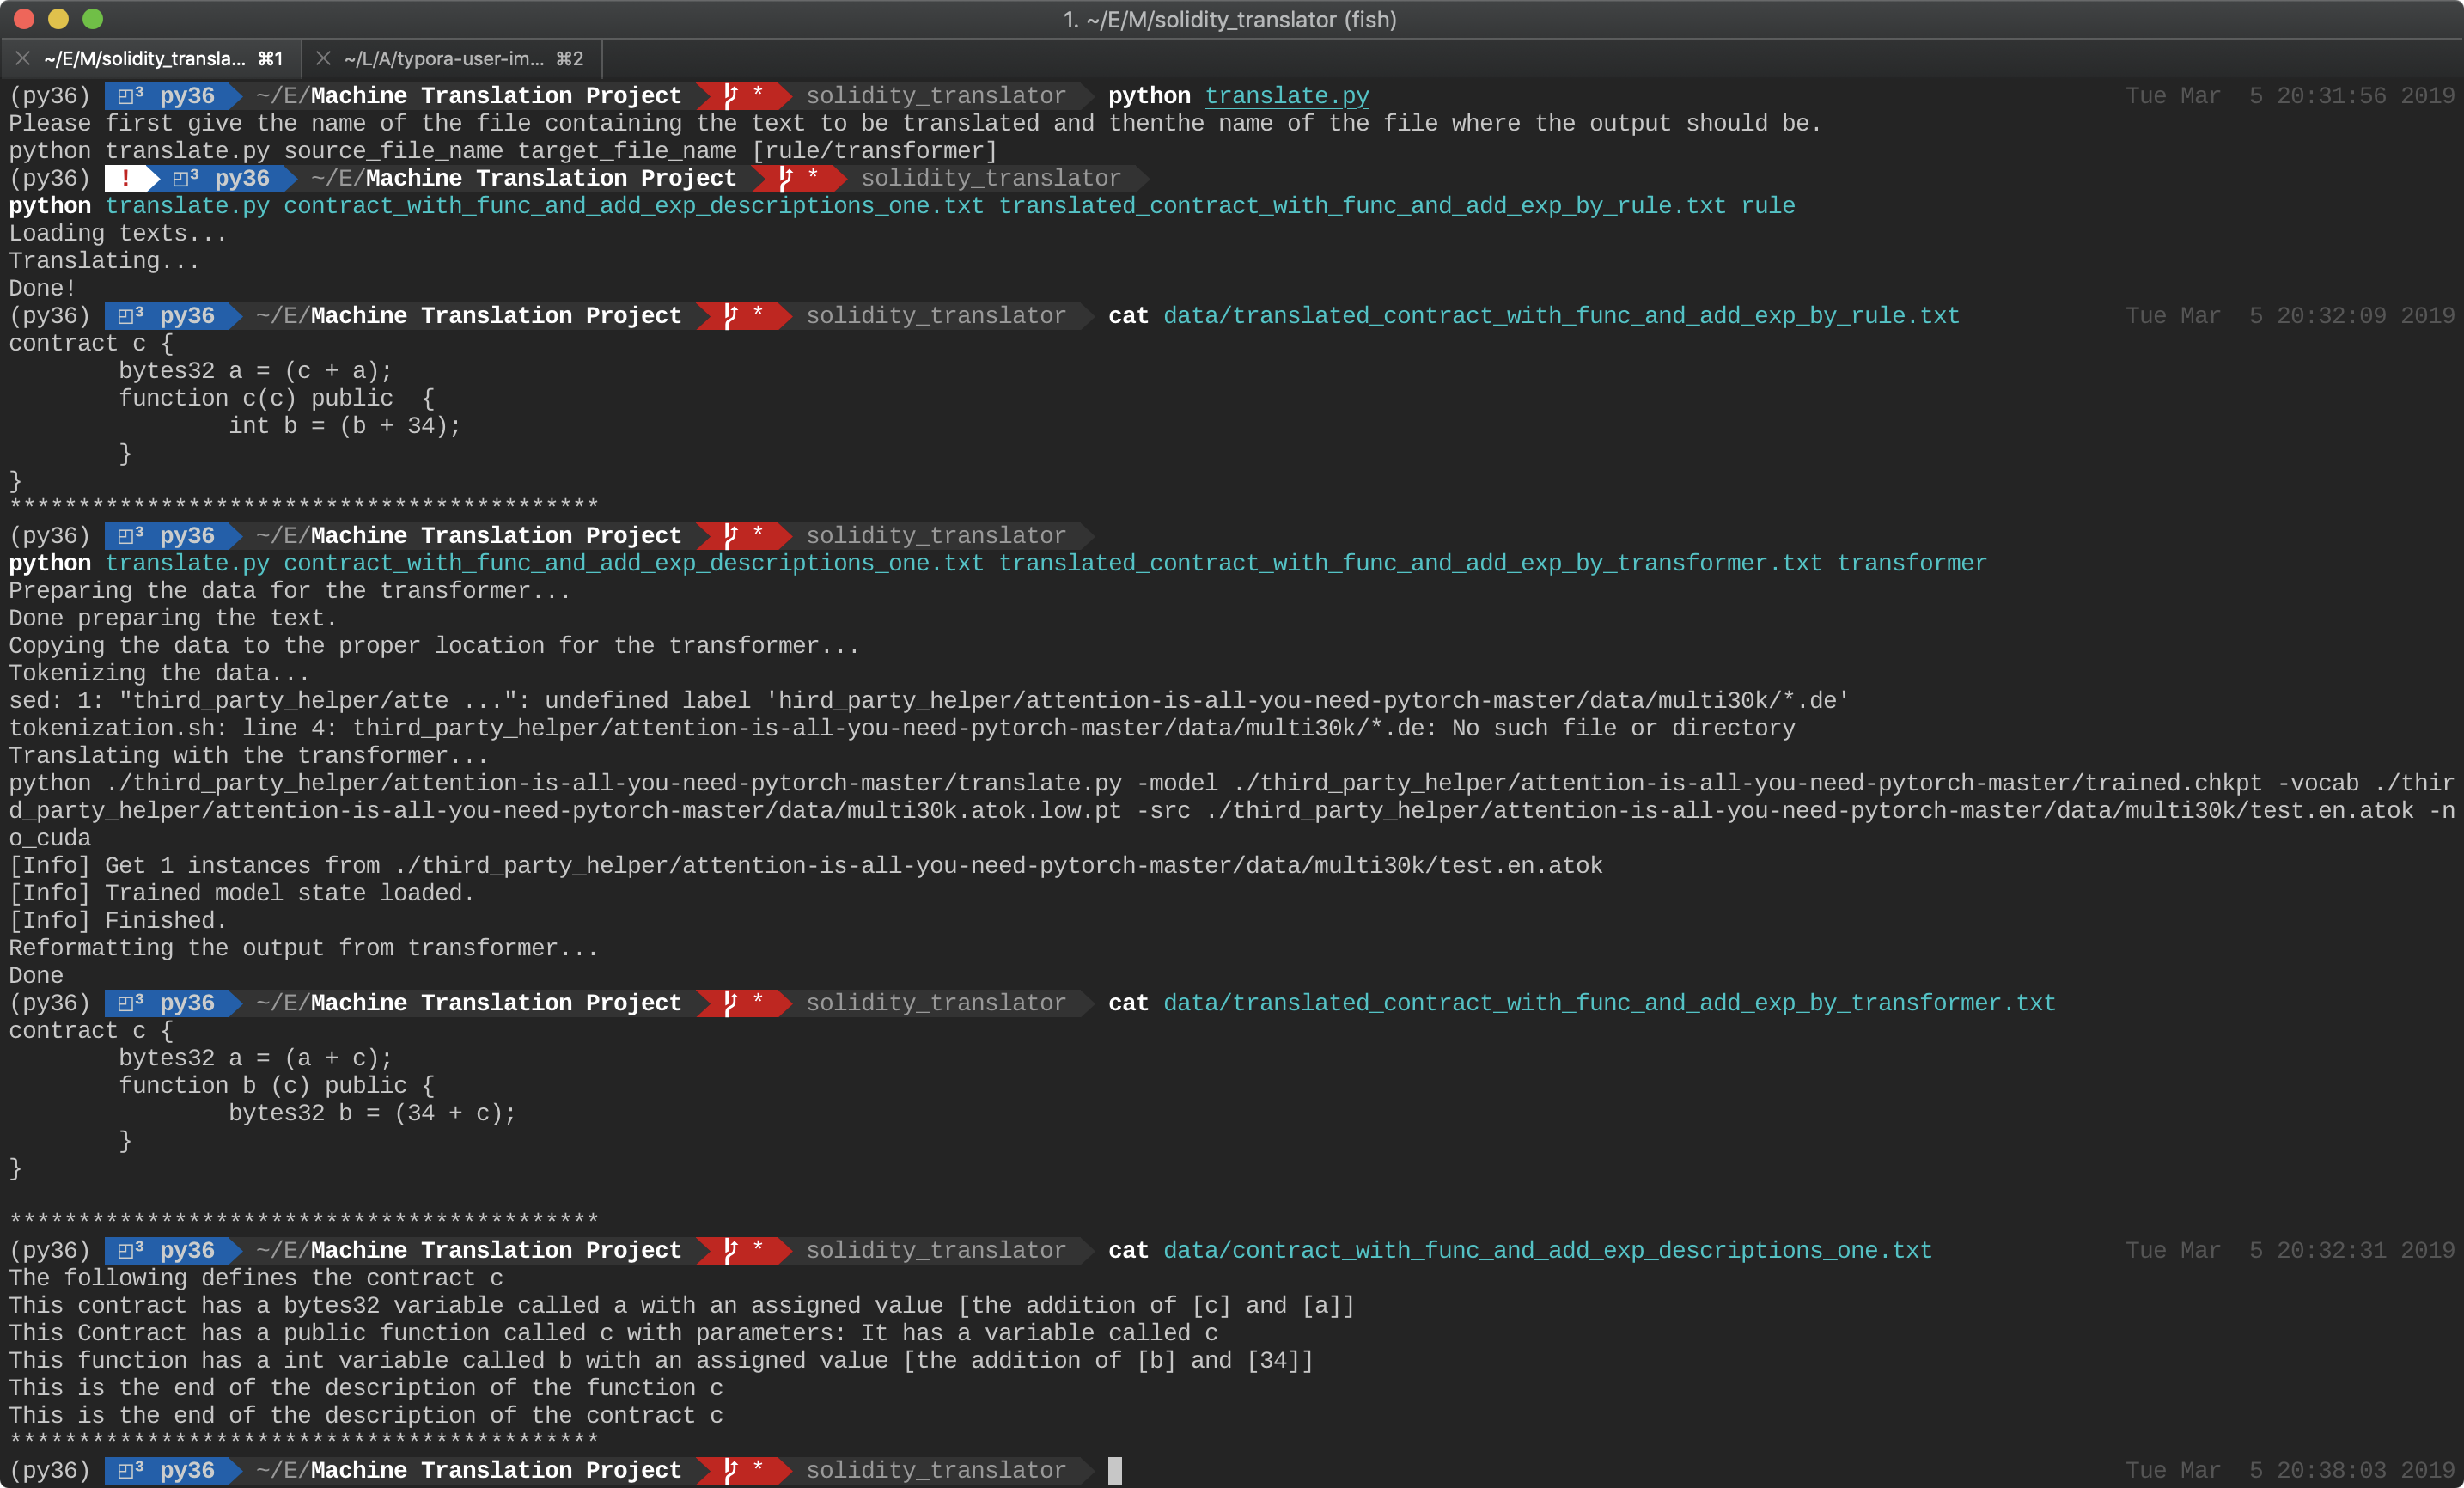 1. ~/E/M/solidity_translator (fish)
~/E/M/solidity_transla... ⌘1 ~/L/A/typora-user-im... ⌘2
(py36) ◰³ py36 ~/E/Machine Translation Project * solidity_translator python translate.py Tue Mar 5 20:31:56 2019
Please first give the name of the file containing the text to be translated and thenthe name of the file where the output should be.
python translate.py source_file_name target_file_name [rule/transformer]
(py36) ! ◰³ py36 ~/E/Machine Translation Project * solidity_translator
python translate.py contract_with_func_and_add_exp_descriptions_one.txt translated_contract_with_func_and_add_exp_by_rule.txt rule
Loading texts...
Translating...
Done!
(py36) ◰³ py36 ~/E/Machine Translation Project * solidity_translator cat data/translated_contract_with_func_and_add_exp_by_rule.txt Tue Mar 5 20:32:09 2019
contract c {
bytes32 a = (c + a);
function c(c) public {
int b = (b + 34);
}
}
*******************************************
(py36) ◰³ py36 ~/E/Machine Translation Project * solidity_translator
python translate.py contract_with_func_and_add_exp_descriptions_one.txt translated_contract_with_func_and_add_exp_by_transformer.txt transformer
Preparing the data for the transformer...
Done preparing the text.
Copying the data to the proper location for the transformer...
Tokenizing the data...
sed: 1: "third_party_helper/atte ...": undefined label 'hird_party_helper/attention-is-all-you-need-pytorch-master/data/multi30k/*.de'
tokenization.sh: line 4: third_party_helper/attention-is-all-you-need-pytorch-master/data/multi30k/*.de: No such file or directory
Translating with the transformer...
python ./third_party_helper/attention-is-all-you-need-pytorch-master/translate.py -model ./third_party_helper/attention-is-all-you-need-pytorch-master/trained.chkpt -vocab ./thir
d_party_helper/attention-is-all-you-need-pytorch-master/data/multi30k.atok.low.pt -src ./third_party_helper/attention-is-all-you-need-pytorch-master/data/multi30k/test.en.atok -n
o_cuda
[Info] Get 1 instances from ./third_party_helper/attention-is-all-you-need-pytorch-master/data/multi30k/test.en.atok
[Info] Trained model state loaded.
[Info] Finished.
Reformatting the output from transformer...
Done
(py36) ◰³ py36 ~/E/Machine Translation Project * solidity_translator cat data/translated_contract_with_func_and_add_exp_by_transformer.txt
contract c {
bytes32 a = (a + c);
function b (c) public {
bytes32 b = (34 + c);
}
}
*******************************************
(py36) ◰³ py36 ~/E/Machine Translation Project * solidity_translator cat data/contract_with_func_and_add_exp_descriptions_one.txt Tue Mar 5 20:32:31 2019
The following defines the contract c
This contract has a bytes32 variable called a with an assigned value [the addition of [c] and [a]]
This Contract has a public function called c with parameters: It has a variable called c
This function has a int variable called b with an assigned value [the addition of [b] and [34]]
This is the end of the description of the function c
This is the end of the description of the contract c
*******************************************
(py36) ◰³ py36 ~/E/Machine Translation Project * solidity_translator Tue Mar 5 20:38:03 2019